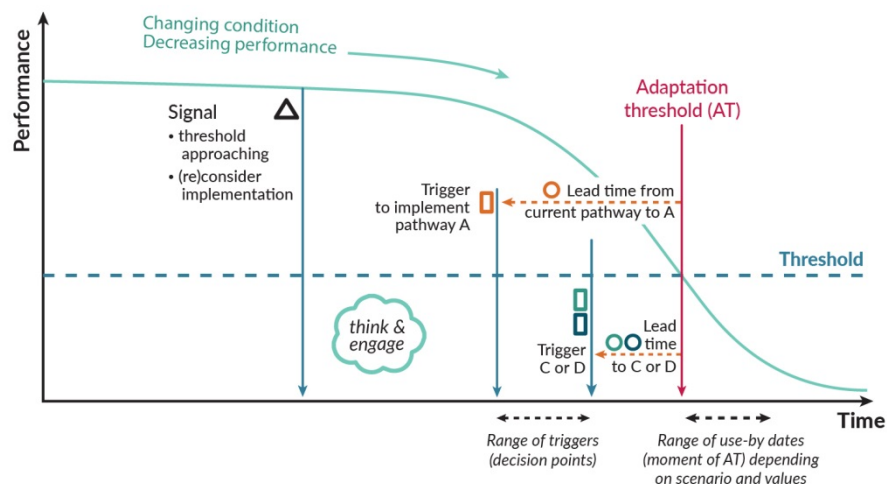 Changing condition
Decreasing performance
Performance
Signal
• threshold
approaching
• (re)consider
implementation
Adaptation
threshold (AT)
Trigger
to implement
pathway A
Lead time from
current pathway to A
Threshold
think &
engage
Trigger
C or D
Lead
time
to C or D
Time
Range of triggers
(decision points)
Range of use-by dates
(moment of AT) depending
on scenario and values